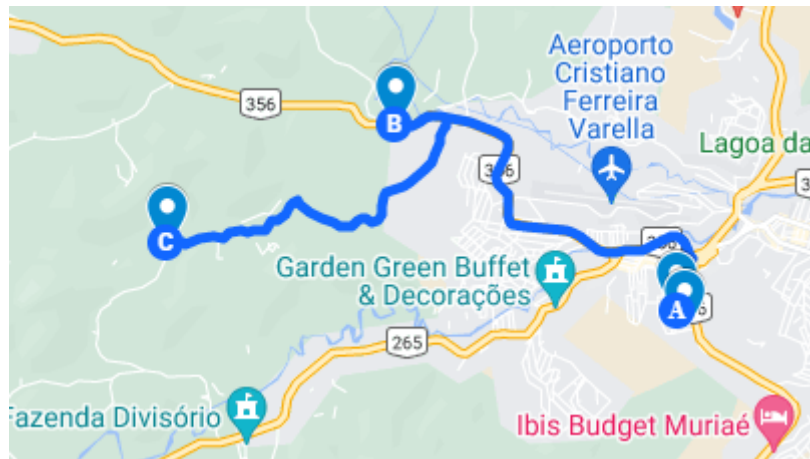 Aeroporto
Cristiano
Ferreira
Varella
356
B
Lagoa da
356
C
Garden Green Buffet
& Decorações
A
265
Fazenda Divisório
Ibis Budget Muriaé